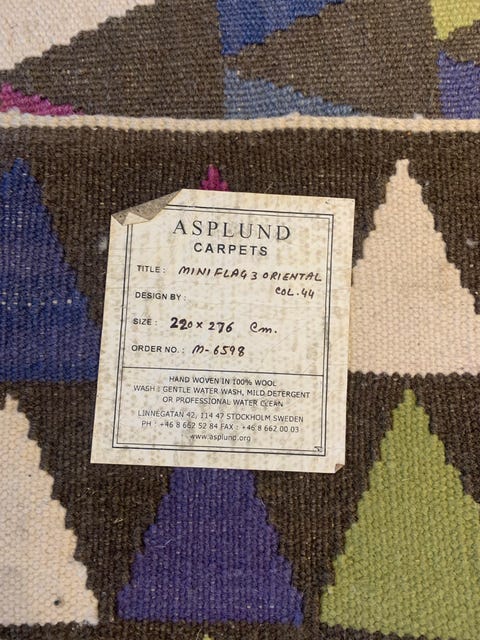 ASPLUND
CARPETS
TITLE : MINI FLAG 3 ORIENTAL
COL. 44
DESIGN BY :
SIZE : 220 x 276 Cm.
ORDER NO. : M-6598
HAND WOVEN IN 100% WOOL
WASH : GENTLE WATER WASH, MILD DETERGENT
OR PROFESSIONAL WATER CLEAN
LINNEGATAN 42, 114 47 STOCKHOLM SWEDEN
PH : +46 8 662 52 84 FAX : +46 8 662 00 03
www.asplund.org